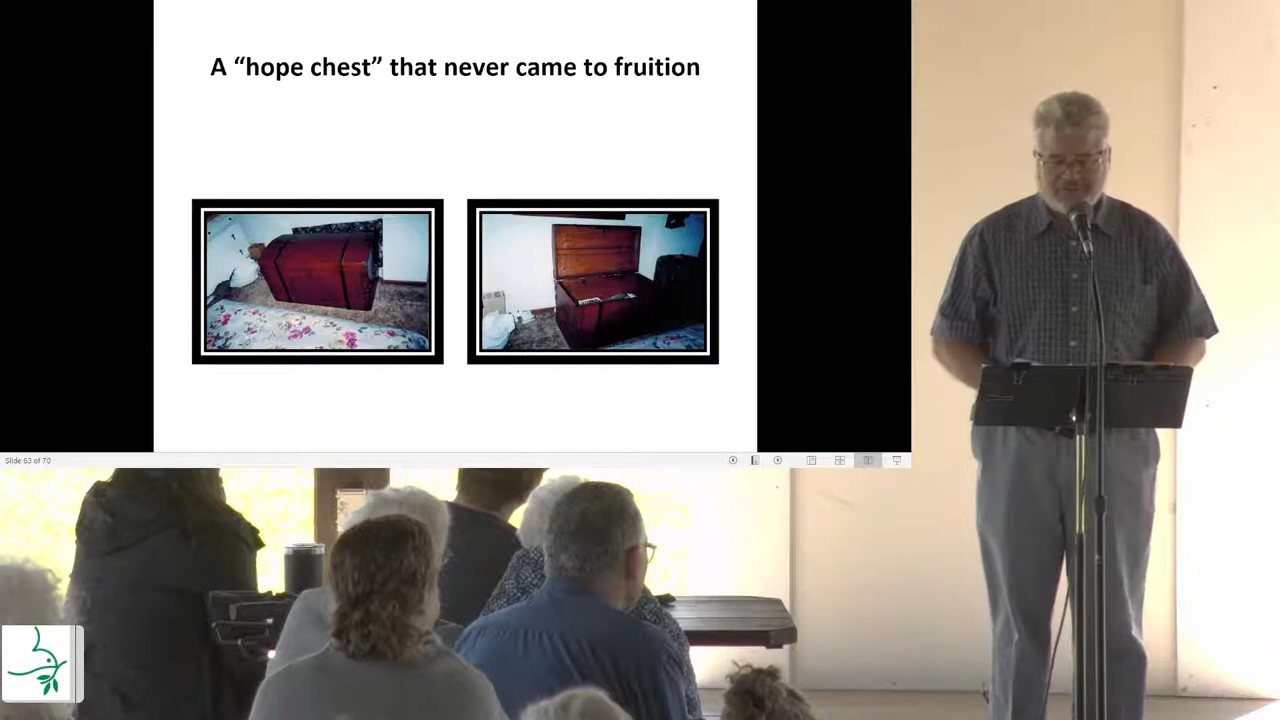 A “hope chest” that never came to fruition
Slide 63 of 70